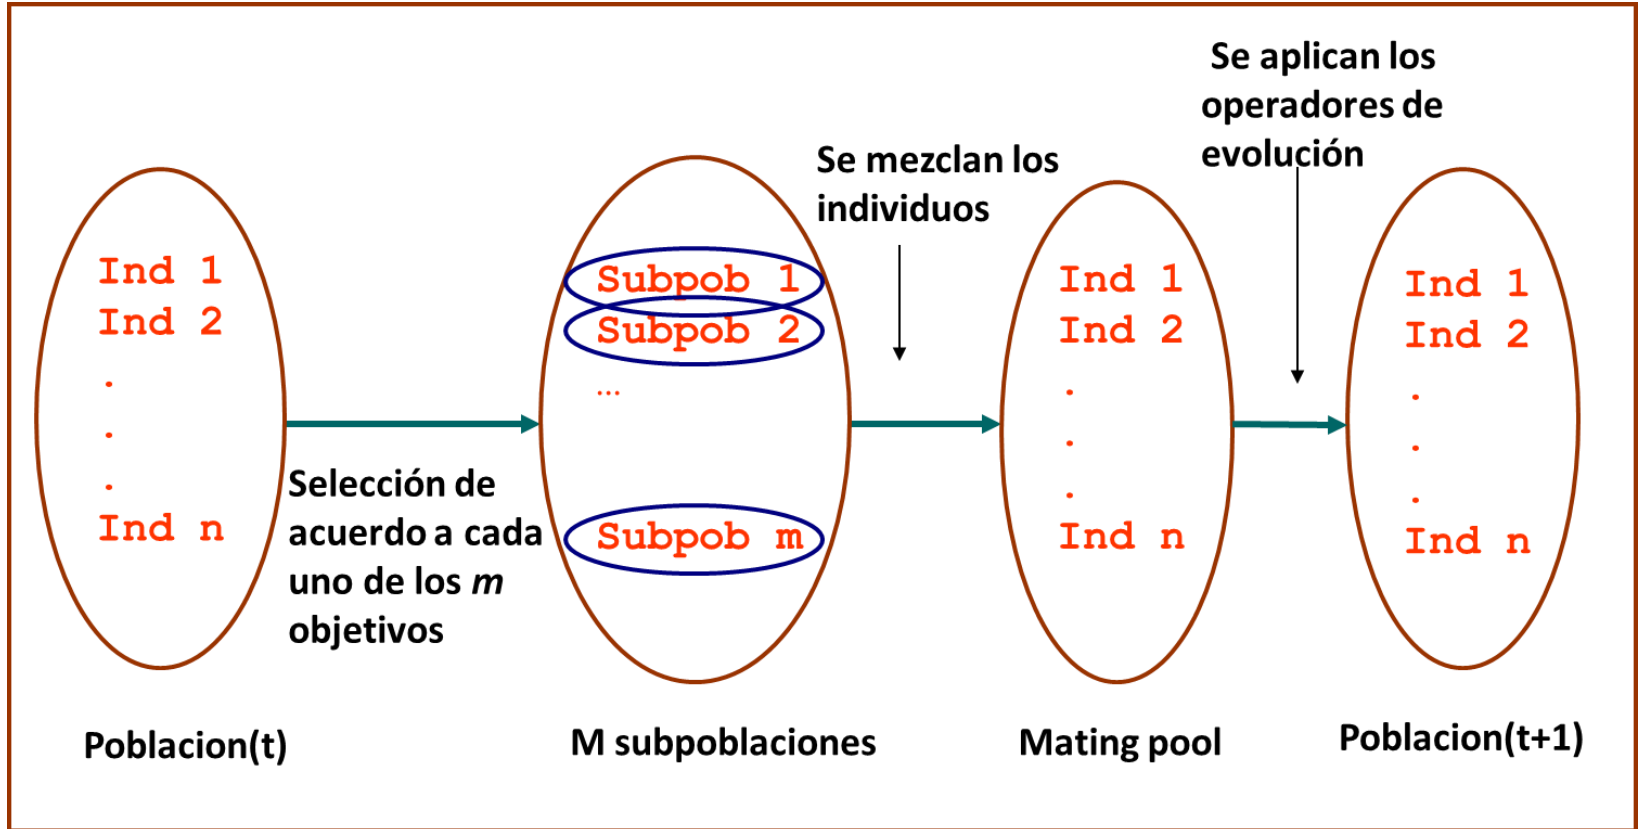 Se aplican los
operadores de
evolución
Se mezclan los
individuos
Ind 1
Ind 2
.
.
.
Ind n
Selección de
acuerdo a cada
uno de los m
objetivos
Subpob 1
Subpob 2
...
Subpob m
Ind 1
Ind 2
.
.
.
Ind n
Ind 1
Ind 2
.
.
.
Ind n
Poblacion(t)
M subpoblaciones
Mating pool
Poblacion(t+1)